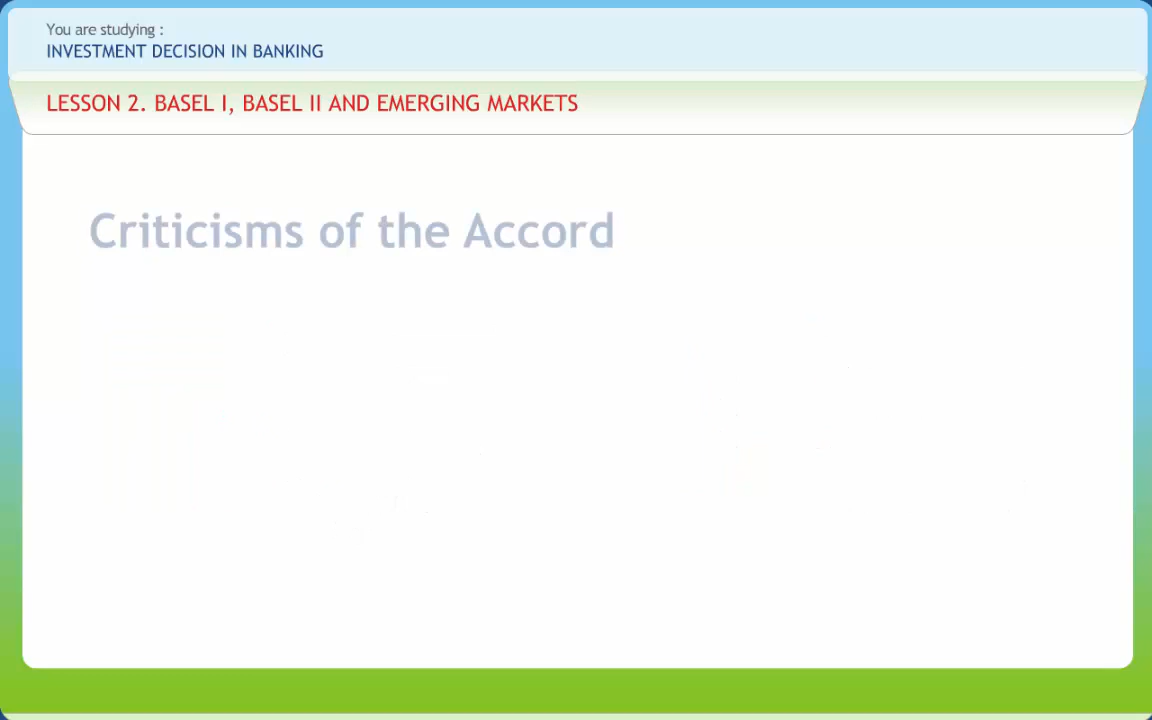 You are studying :
INVESTMENT DECISION IN BANKING
LESSON 2. BASEL I, BASEL II AND EMERGING MARKETS
Criticisms of the Accord